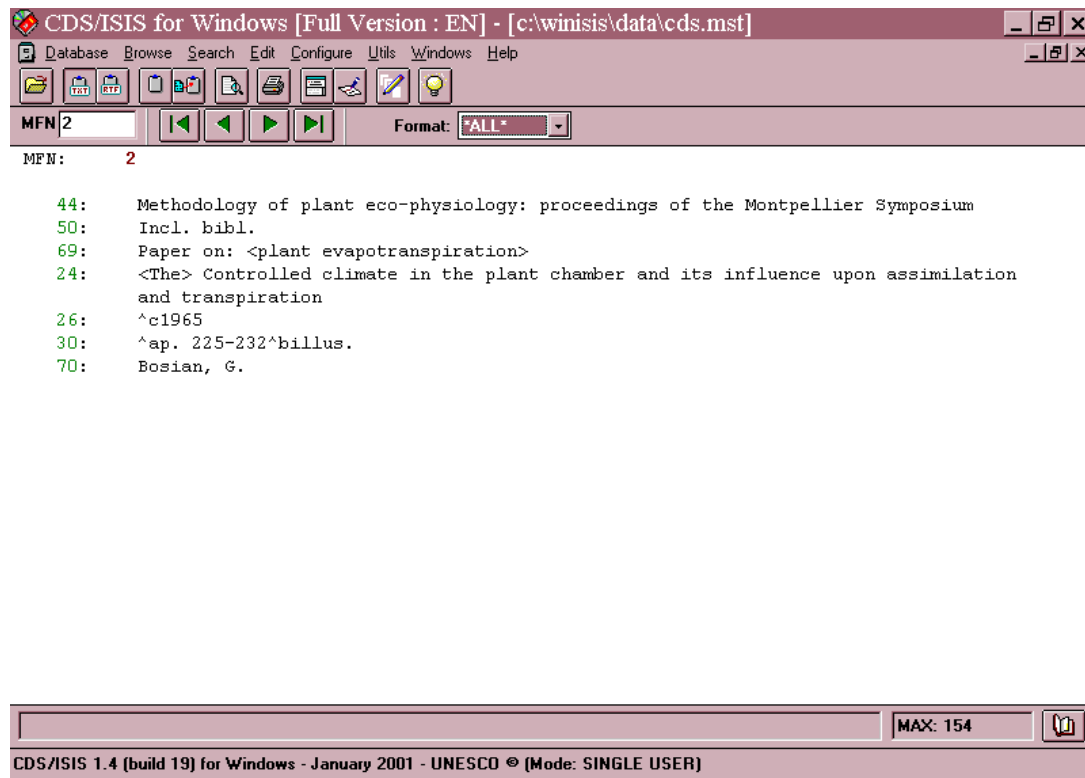 CDS/ISIS for Windows [Full Version : EN] - [c:\winisis\data\cds.mst]
Database Browse Search Edit Configure Utils Windows Help
TXT RTF
MFN 2 Format: *ALL*
MFN: 2
44: Methodology of plant eco-physiology: proceedings of the Montpellier Symposium
50: Incl. bibl.
69: Paper on: <plant evapotranspiration>
24: <The> Controlled climate in the plant chamber and its influence upon assimilation
and transpiration
26: ^c1965
30: ^ap. 225-232^billus.
70: Bosian, G.
MAX: 154
CDS/ISIS 1.4 (build 19) for Windows - January 2001 - UNESCO © (Mode: SINGLE USER)